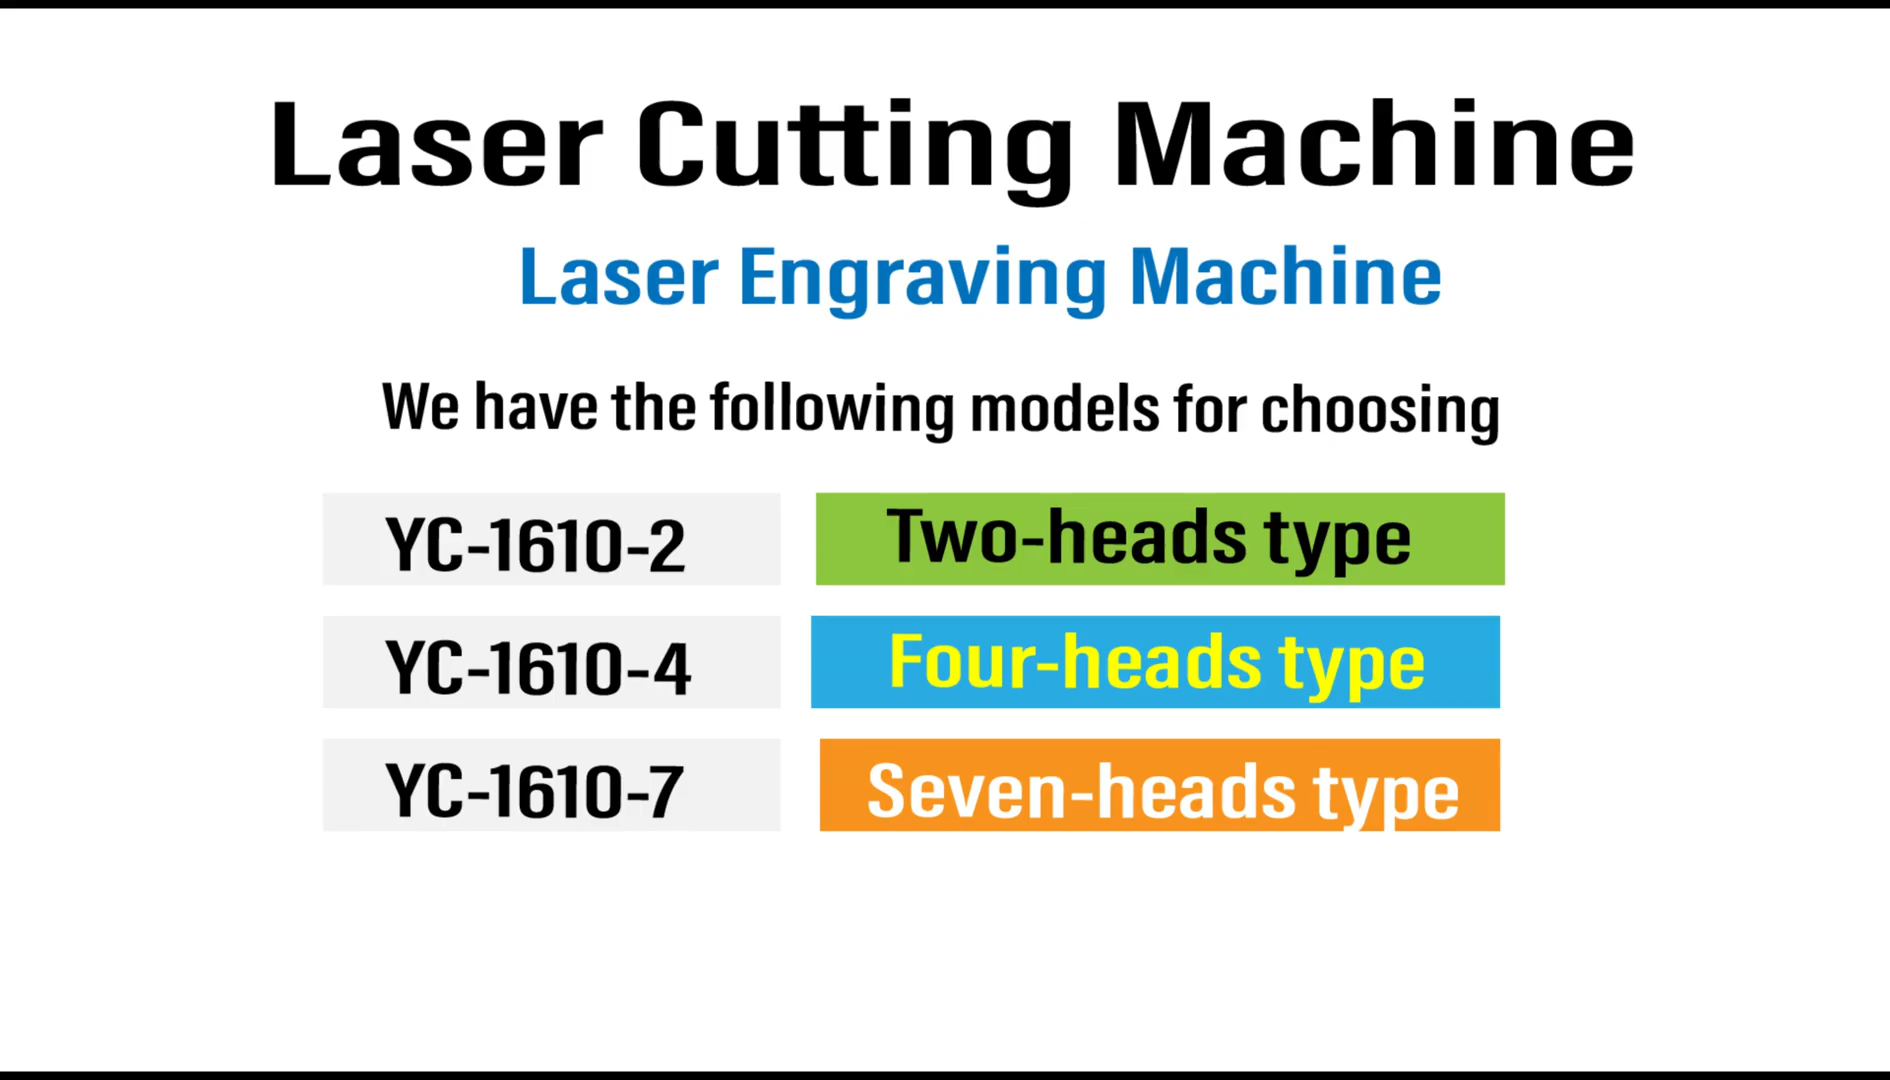 Laser Cutting Machine
Laser Engraving Machine
We have the following models for choosing
YC-1610-2 Two-heads type
YC-1610-4 Four-heads type
YC-1610-7 Seven-heads type